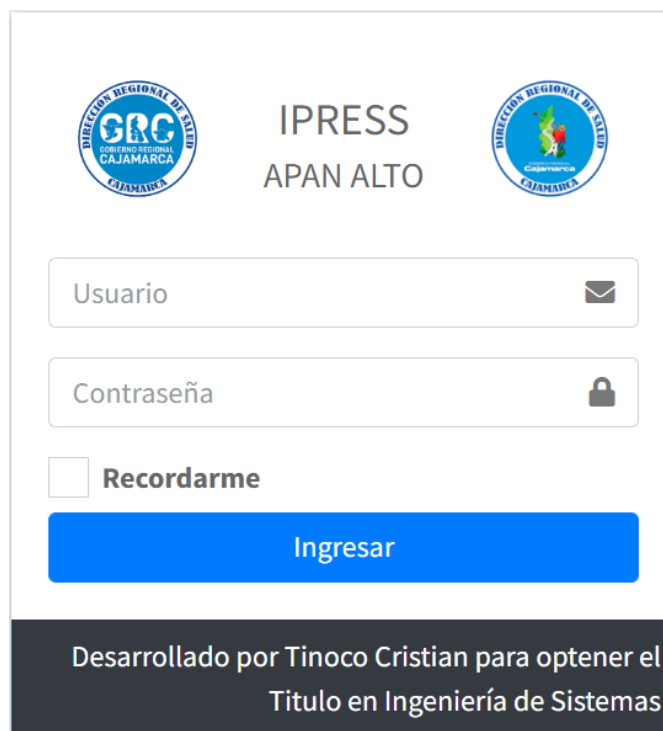 DIRECCIÓN REGIONAL DE SALUD
GRC
GOBIERNO REGIONAL
CAJAMARCA
CAJAMARCA
IPRESS
APAN ALTO
DIRECCIÓN REGIONAL DE SALUD
Cajamarca
CAJAMARCA
Usuario
Contraseña
Recordarme
Ingresar
Desarrollado por Tinoco Cristian para optener el
Titulo en Ingeniería de Sistemas